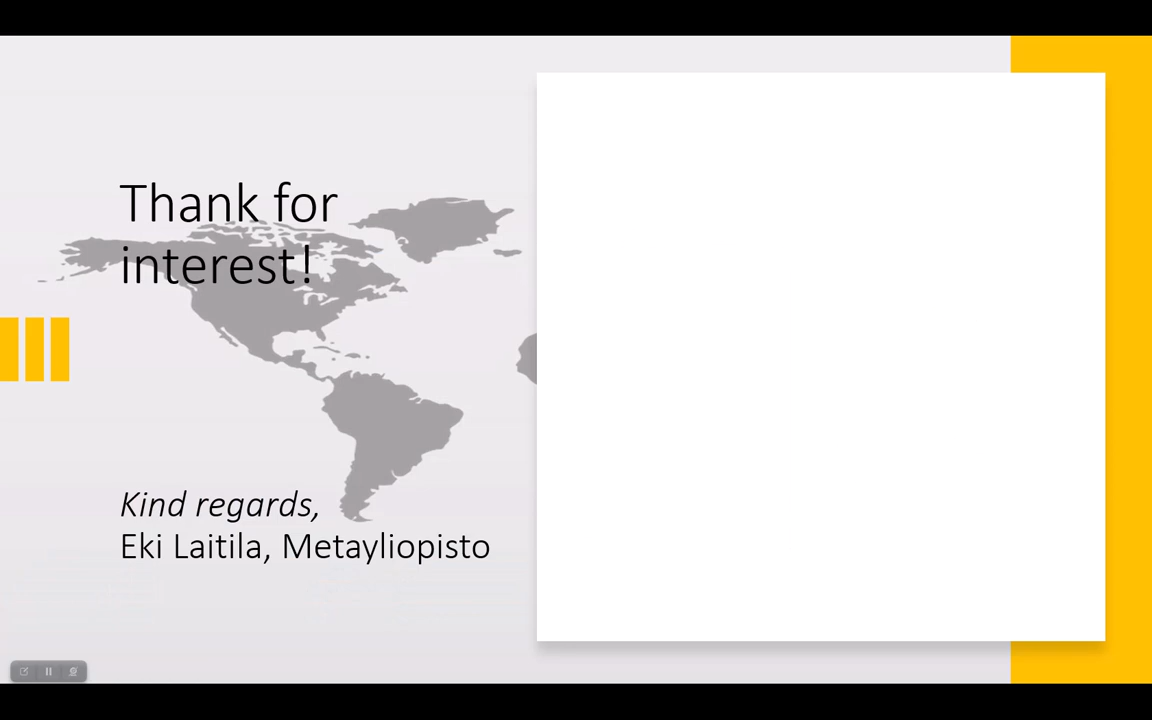 Thank for
interest!
Kind regards,
Eki Laitila, Metayliopisto